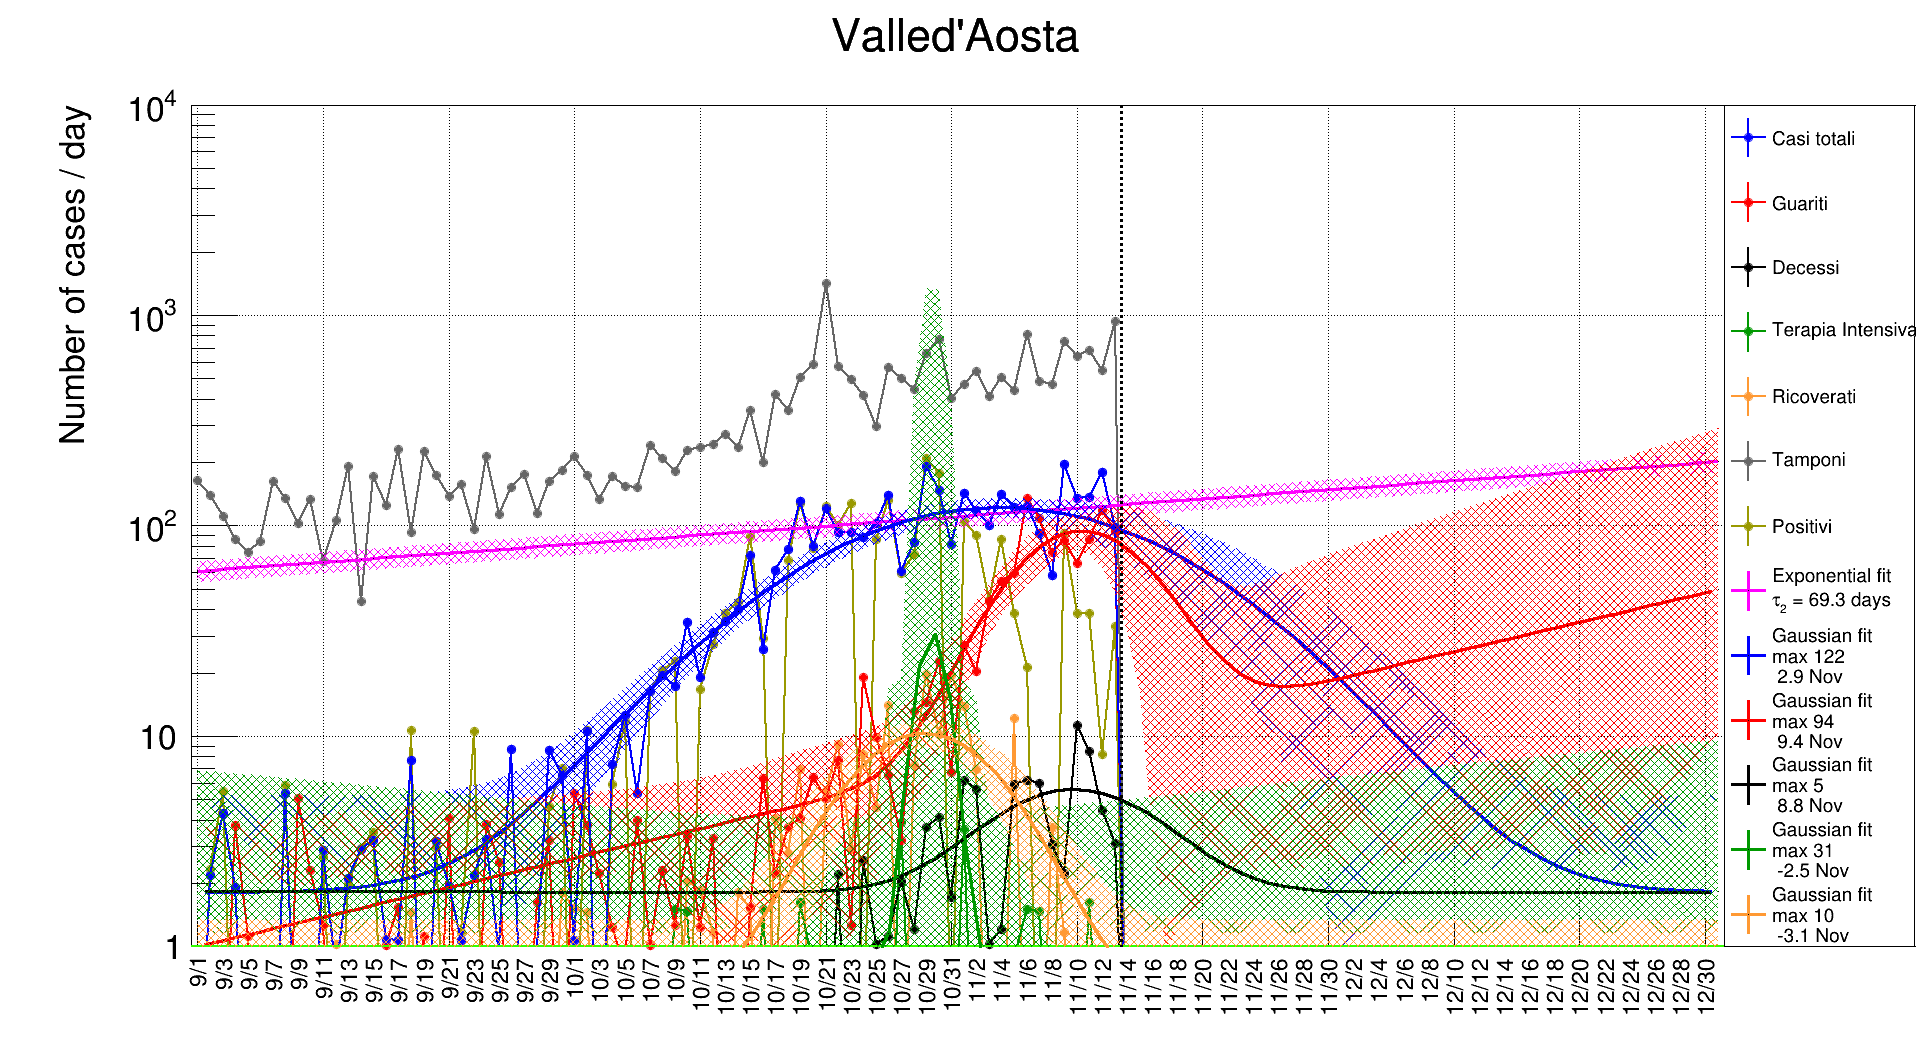 Valled'Aosta
Number of cases / day
10⁴
10³
10²
10
1
9/1
9/3
9/5
9/7
9/9
9/11
9/13
9/15
9/17
9/19
9/21
9/23
9/25
9/27
9/29
10/1
10/3
10/5
10/7
10/9
10/11
10/13
10/15
10/17
10/19
10/21
10/23
10/25
10/27
10/29
10/31
11/2
11/4
11/6
11/8
11/10
11/12
11/14
11/16
11/18
11/20
11/22
11/24
11/26
11/28
11/30
12/2
12/4
12/6
12/8
12/10
12/12
12/14
12/16
12/18
12/20
12/22
12/24
12/26
12/28
12/30
Casi totali
Guariti
Decessi
Terapia Intensiva
Ricoverati
Tamponi
Positivi
Exponential fit
τ₂ = 69.3 days
Gaussian fit
max 122
2.9 Nov
Gaussian fit
max 94
9.4 Nov
Gaussian fit
max 5
8.8 Nov
Gaussian fit
max 31
-2.5 Nov
Gaussian fit
max 10
-3.1 Nov